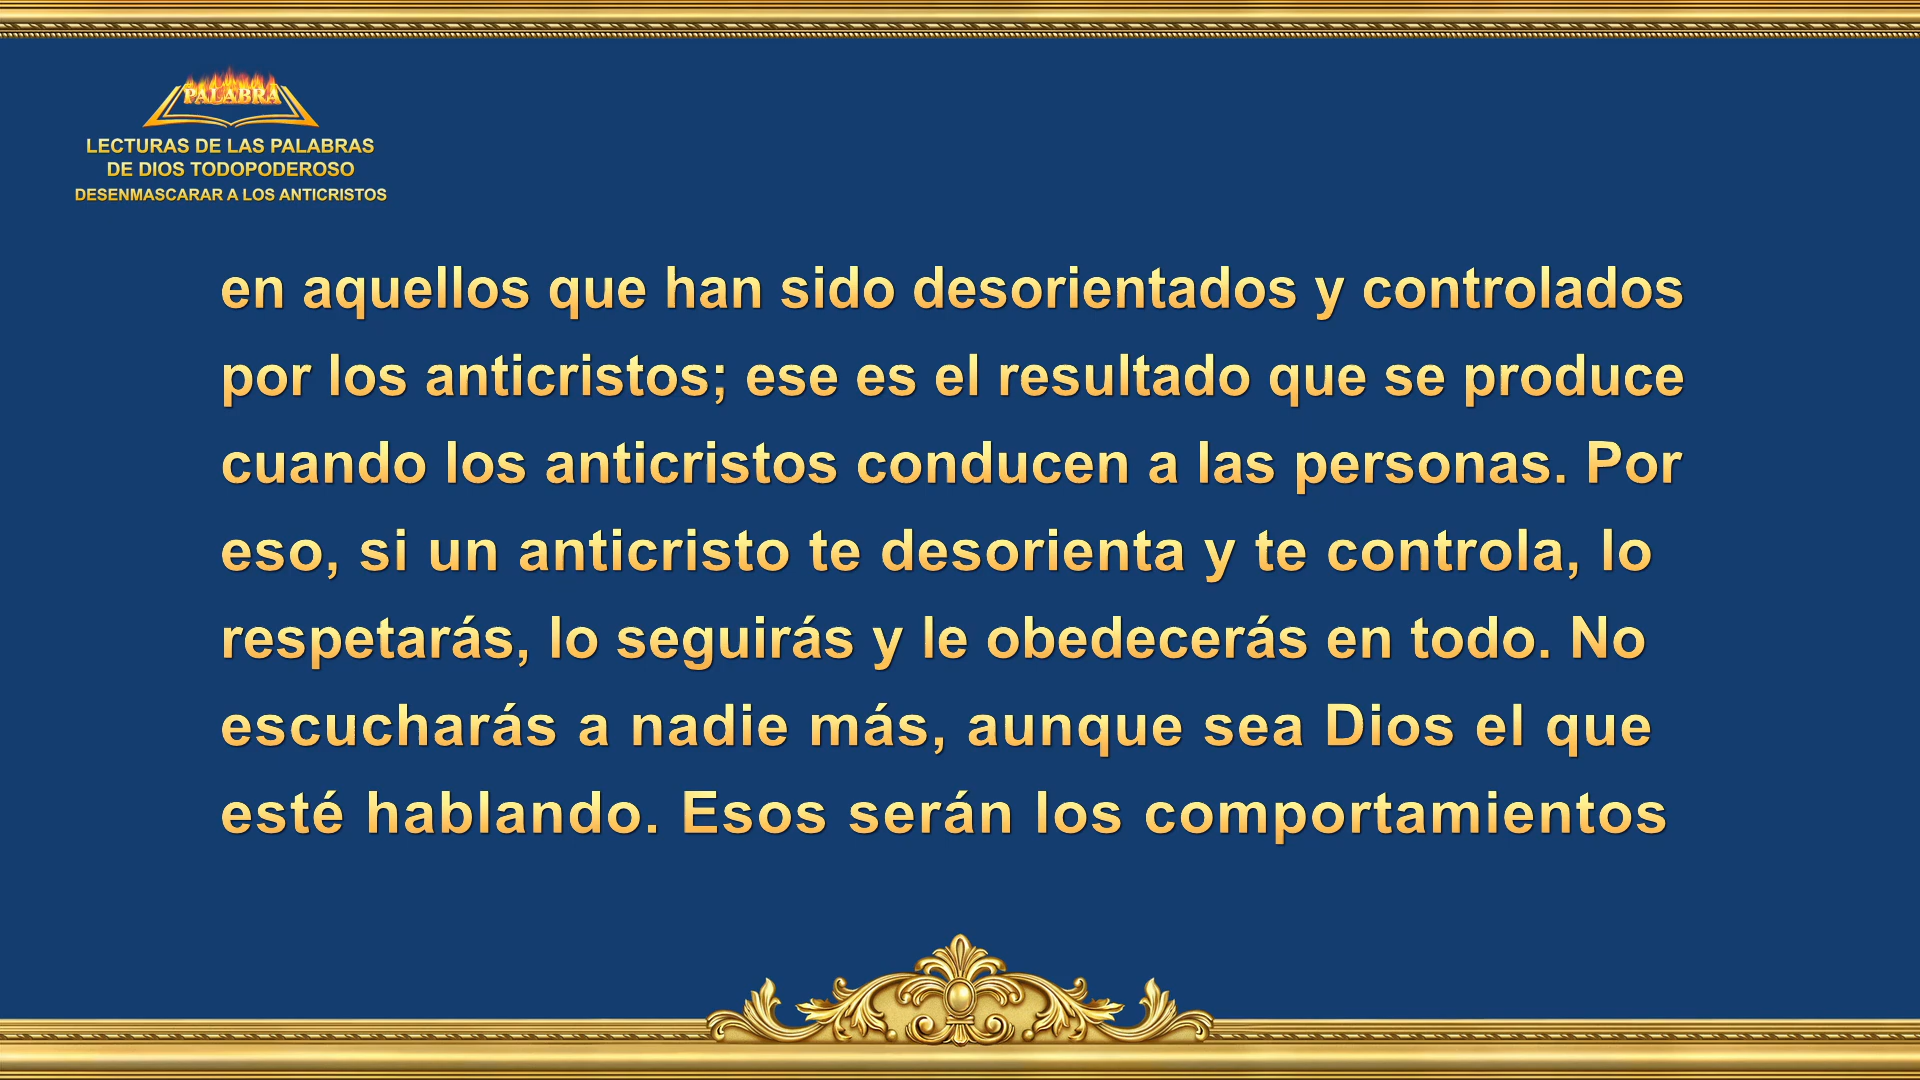 PALABRA
LECTURAS DE LAS PALABRAS
DE DIOS TODOPODEROSO
DESENMASCARAR A LOS ANTICRISTOS
en aquellos que han sido desorientados y controlados
por los anticristos; ese es el resultado que se produce
cuando los anticristos conducen a las personas. Por
eso, si un anticristo te desorienta y te controla, lo
respetarás, lo seguirás y le obedecerás en todo. No
escucharás a nadie más, aunque sea Dios el que
esté hablando. Esos serán los comportamientos